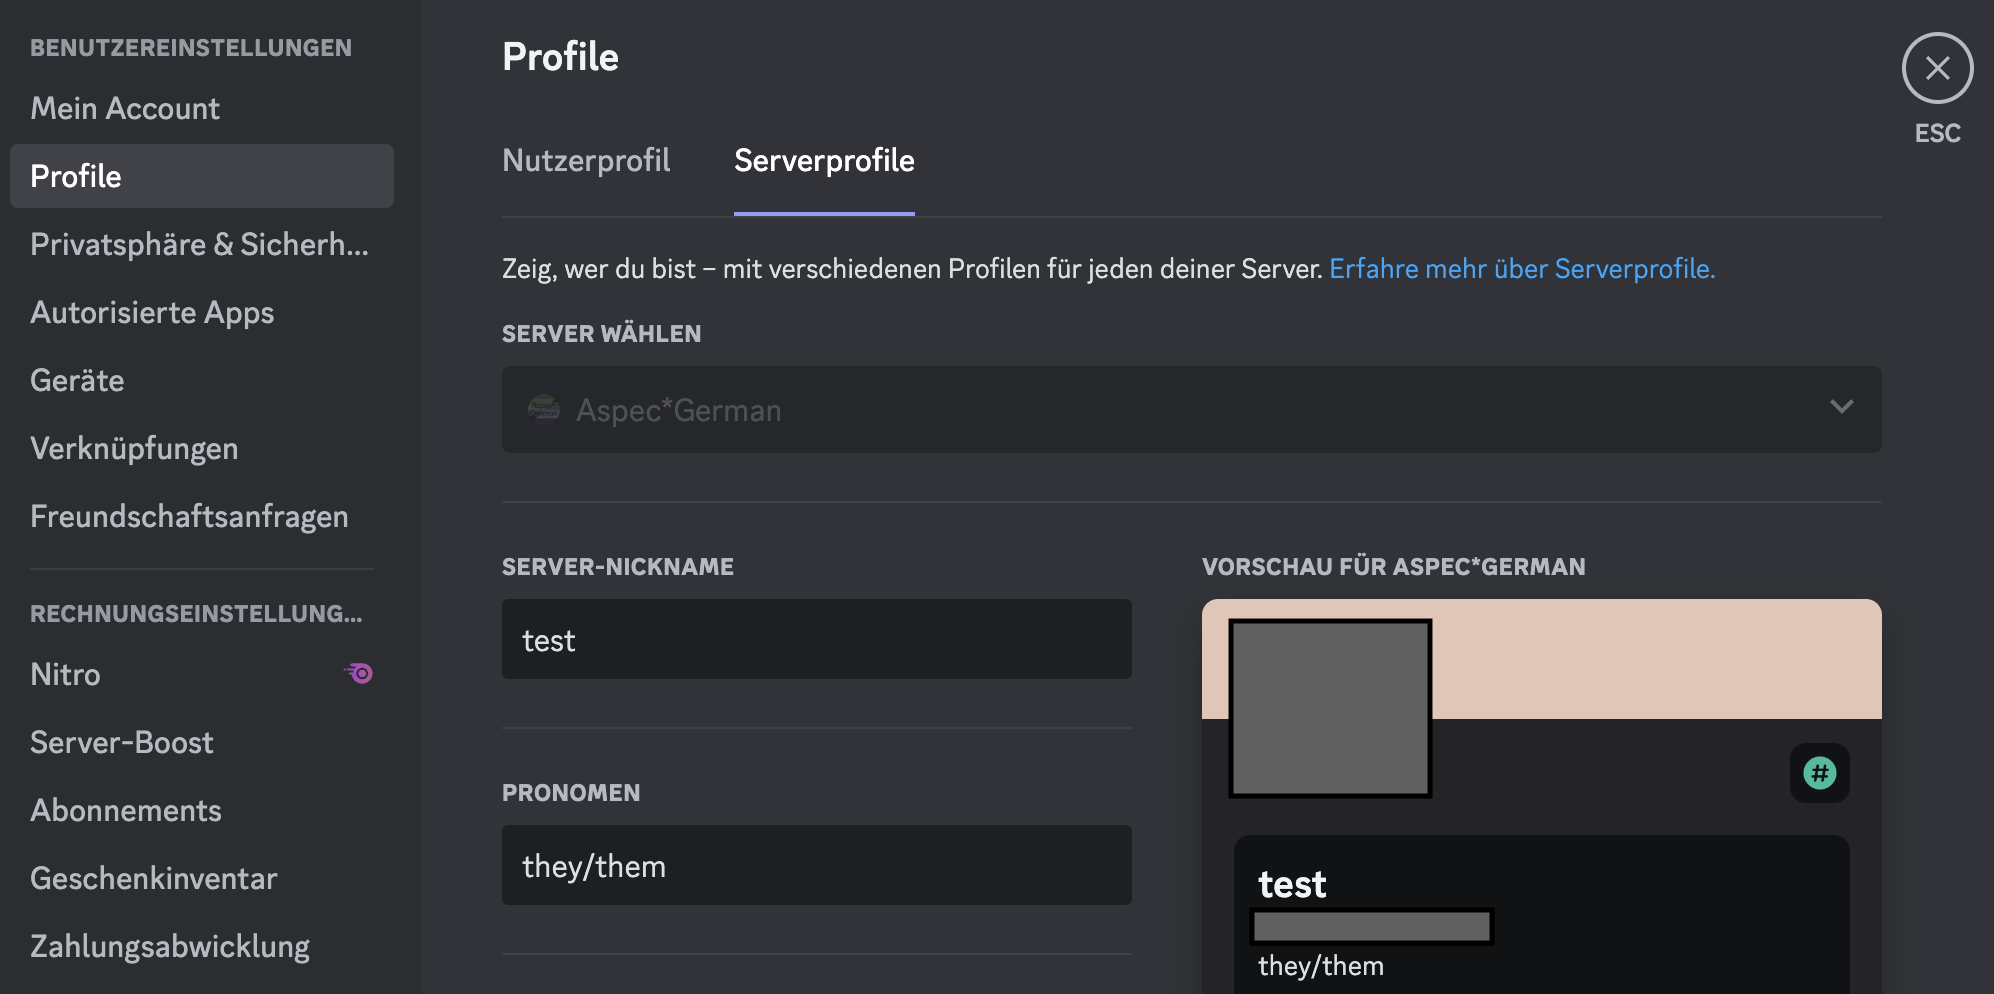 BENUTZEREINSTELLUNGEN
Mein Account
Profile
Privatsphäre & Sicherh...
Autorisierte Apps
Geräte
Verknüpfungen
Freundschaftsanfragen
RECHNUNGSEINSTELLUNG...
Nitro
Server-Boost
Abonnements
Geschenkinventar
Zahlungsabwicklung
Profile
ESC
Nutzerprofil
Serverprofile
Zeig, wer du bist – mit verschiedenen Profilen für jeden deiner Server. Erfahre mehr über Serverprofile.
SERVER WÄHLEN
Aspec*German
SERVER-NICKNAME
test
PRONOMEN
they/them
VORSCHAU FÜR ASPEC*GERMAN
#
test
they/them